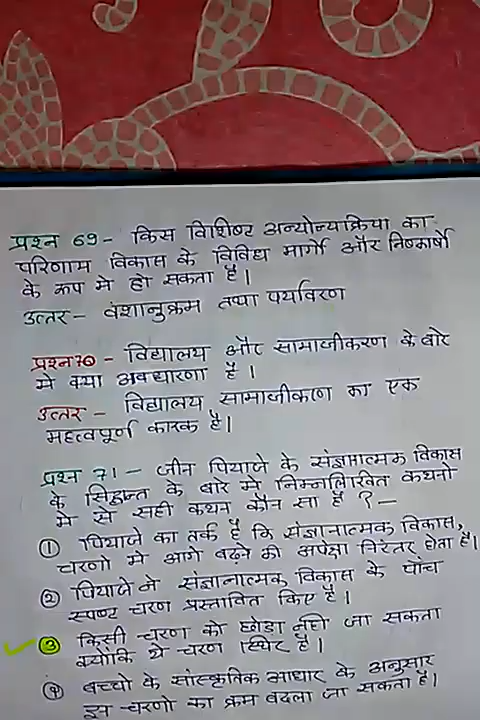 प्रश्न 69- किस विशिष्ट अन्योन्यक्रिया का
परिणाम विकास के विविध मार्गो और निष्कर्षो
के रूप मे हो सकता है।
उत्तर- वंशानुक्रम तथा पर्यावरण
प्रश्न70- विद्यालय और सामाजीकरण के बारे
मे क्या अवधारणा है।
उत्तर - विद्यालय सामाजीकरण का एक
महत्वपूर्ण कारक है।
प्रश्न 71- जीन पियाजे के संज्ञानात्मक विकास
के सिद्धान्त के बारे मे निम्नलिखित कथनो
मे से सही कथन कौन सा है ?-
① पियाजे का तर्क है कि संज्ञानात्मक विकास,
चरणो मे आगे बढ़ने की अपेक्षा निरंतर होता है।
② पियाजे ने संज्ञानात्मक विकास के पाँच
स्पष्ट चरण प्रस्तावित किए है।
③ किसी चरण को छोड़ा नही जा सकता
क्योकि ये चरण स्थिर है।
④ बच्चो के सांस्कृतिक आधार के अनुसार
इन चरणो का क्रम बदला जा सकता है।